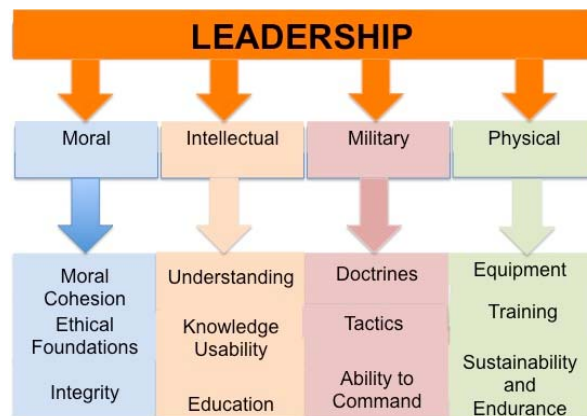 LEADERSHIP
Moral
Intellectual
Military
Physical
Moral
Cohesion
Ethical
Foundations
Integrity
Understanding
Knowledge
Usability
Education
Doctrines
Tactics
Ability to
Command
Equipment
Training
Sustainability
and
Endurance